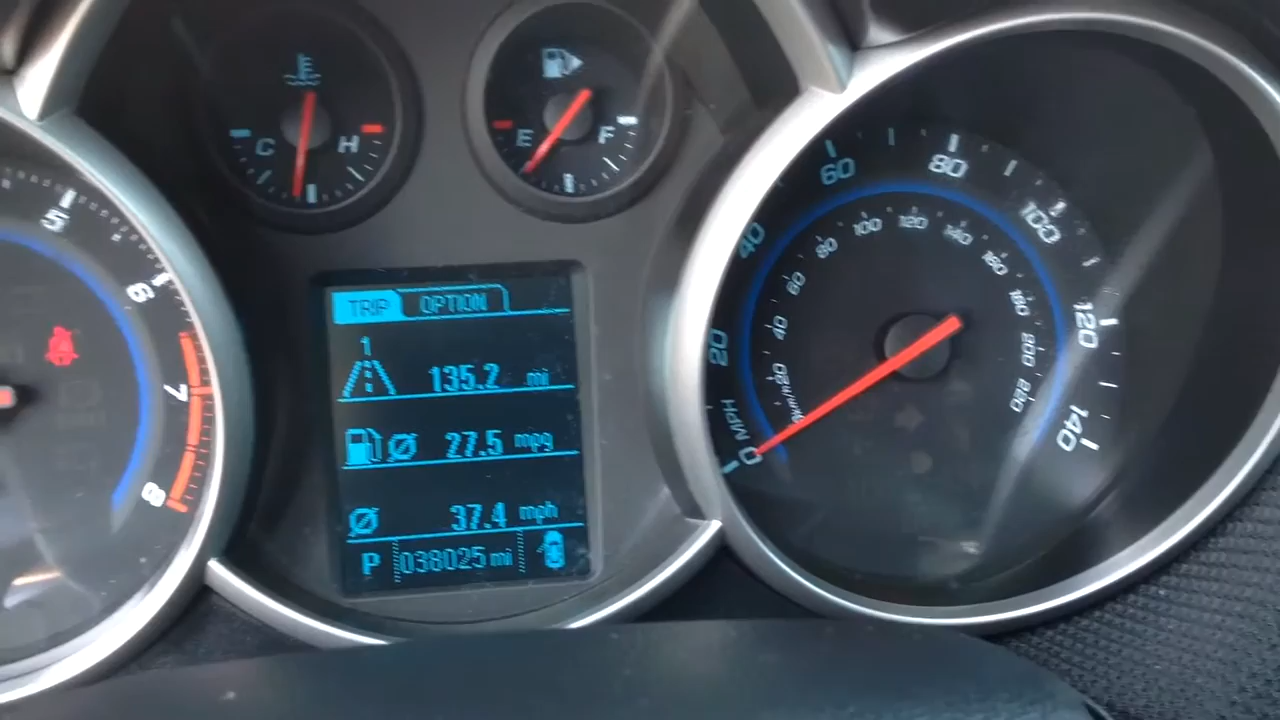 C H
E F
5
6
7
8
TRIP OPTION
1
135.2 mi
27.5 mpg
37.4 mph
P 038025 mi
0 MPH 20 40 60 80 100 120 140
km/h 20 40 60 80 100 120 140 160 180 200 220